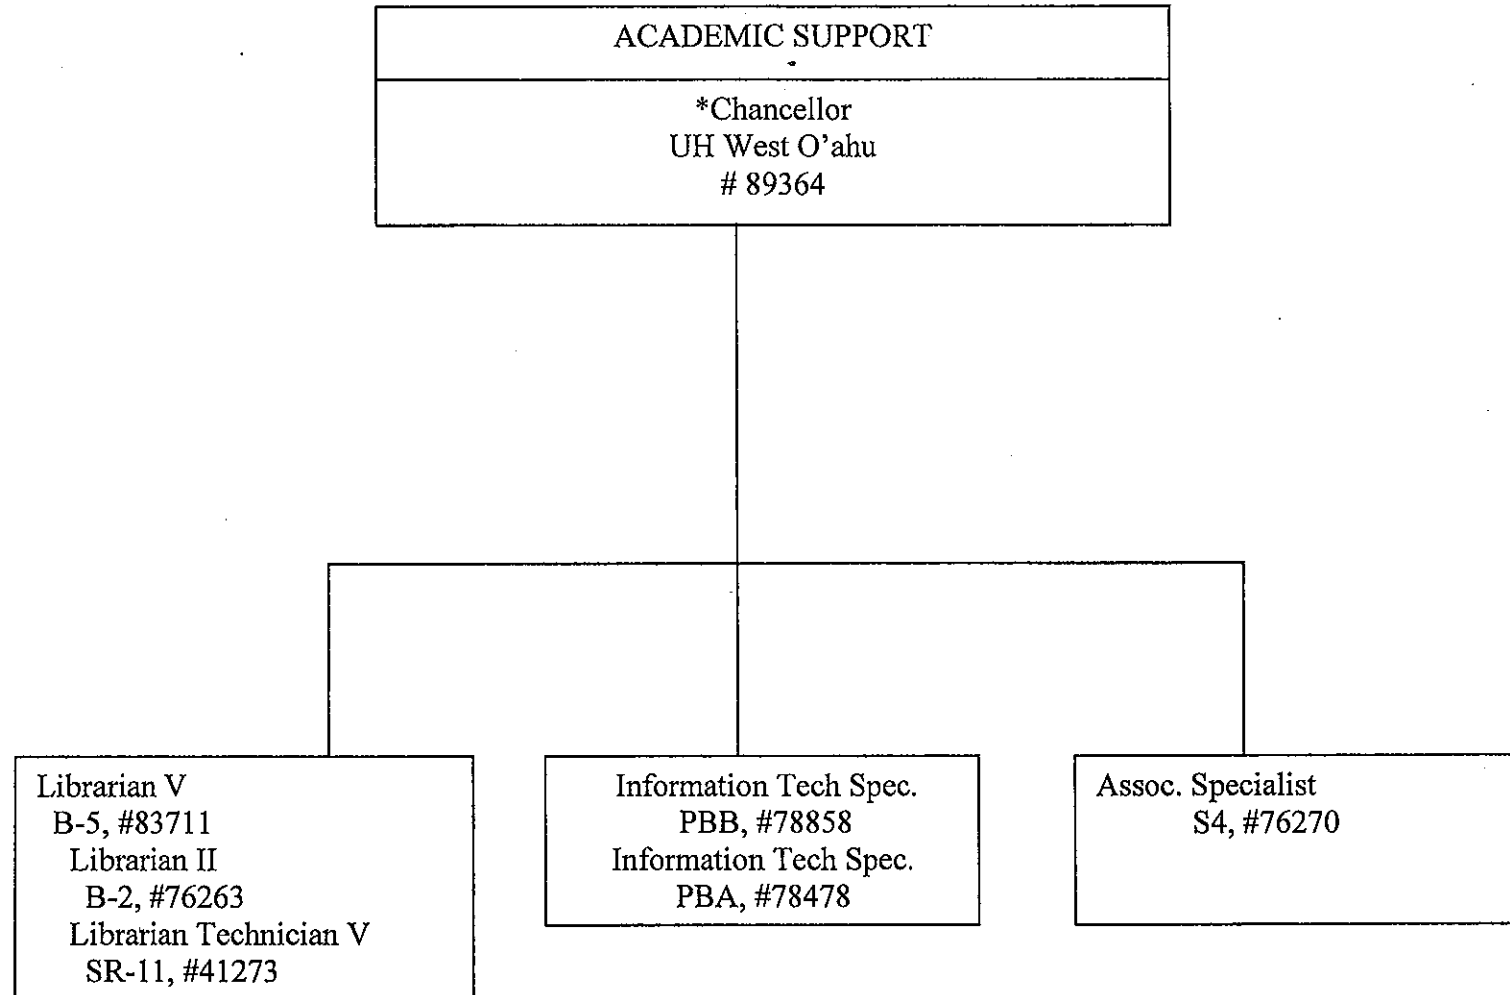 ACADEMIC SUPPORT
*Chancellor
UH West O’ahu
# 89364
Librarian V
B-5, #83711
Librarian II
B-2, #76263
Librarian Technician V
SR-11, #41273
Information Tech Spec.
PBB, #78858
Information Tech Spec.
PBA, #78478
Assoc. Specialist
S4, #76270